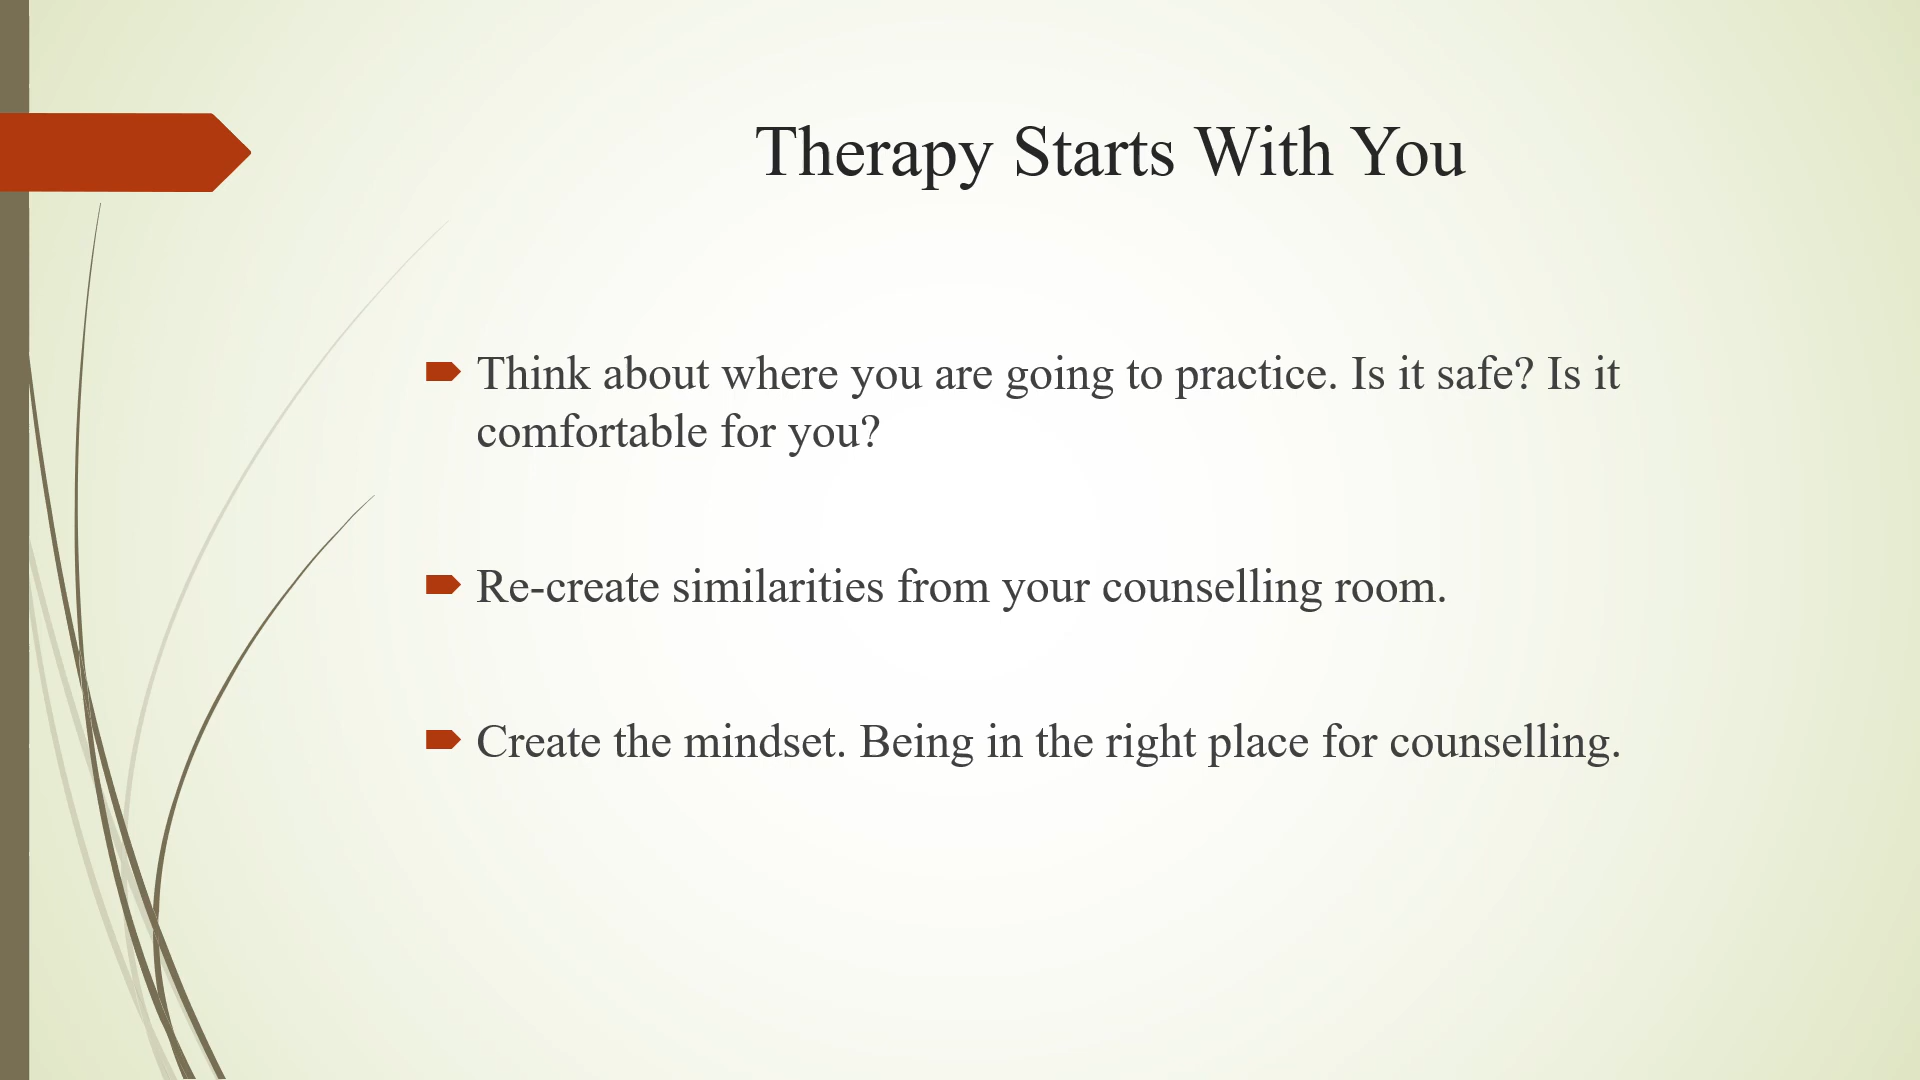 Therapy Starts With You
Think about where you are going to practice. Is it safe? Is it
comfortable for you?
Re-create similarities from your counselling room.
Create the mindset. Being in the right place for counselling.